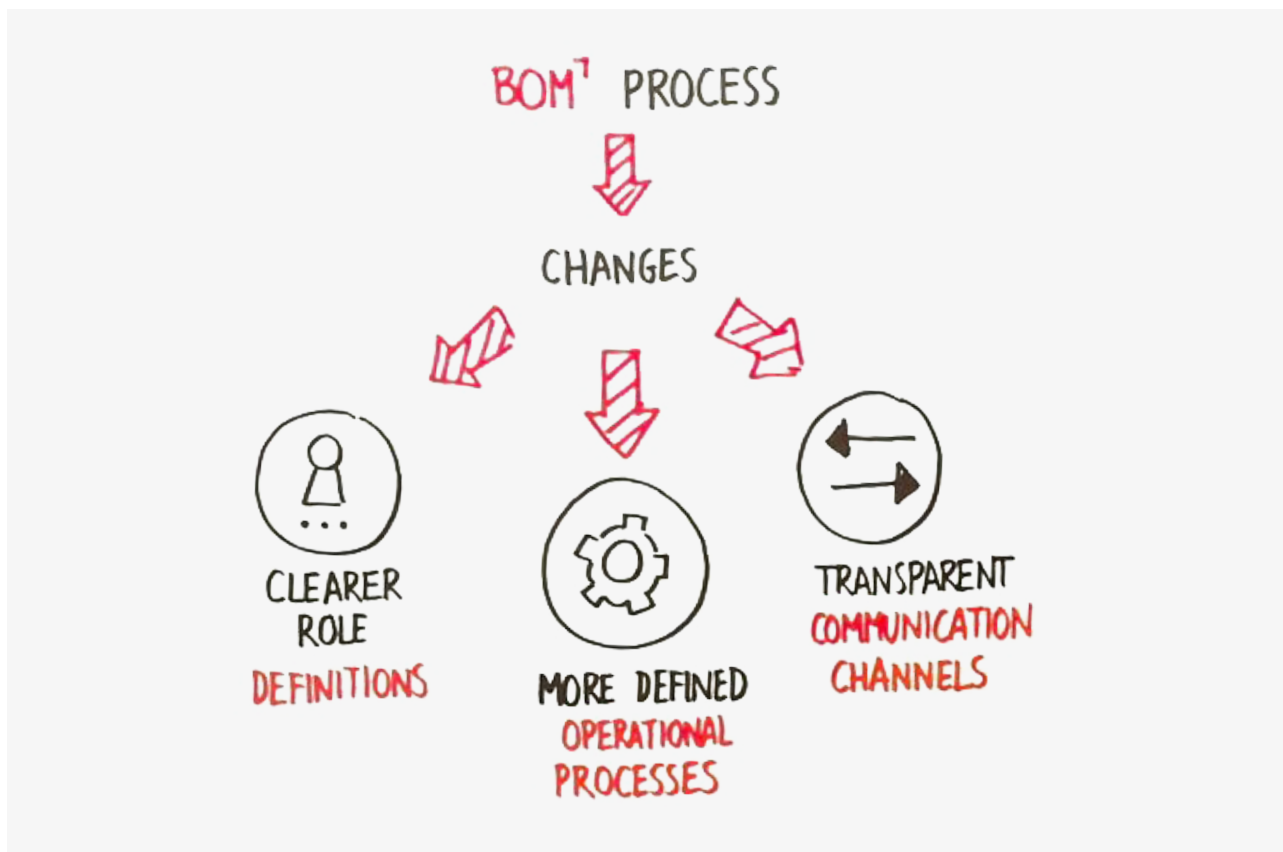 BOM⁷ PROCESS
CHANGES
CLEARER
ROLE
DEFINITIONS
MORE DEFINED
OPERATIONAL
PROCESSES
TRANSPARENT
COMMUNICATION
CHANNELS